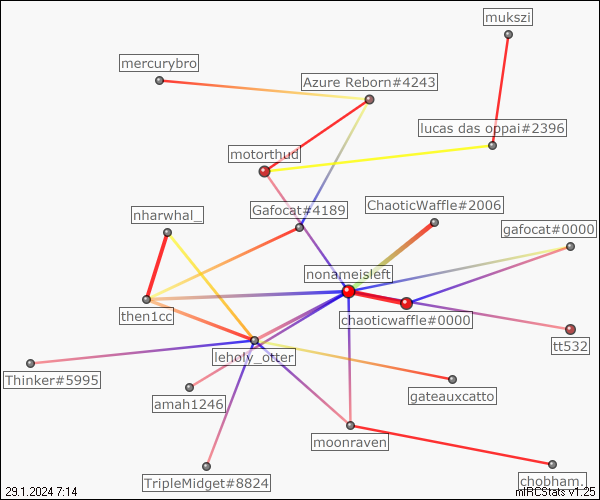 mukszi
mercurybro
Azure Reborn#4243
lucas das oppai#2396
motorthud
ChaoticWaffle#2006
Gafocat#4189
nharwhal_
gafocat#0000
nonameisleft
then1cc
chaoticwaffle#0000
tt532
leholy_otter
Thinker#5995
gateauxcatto
amah1246
moonraven
TripleMidget#8824
chobham.
29.1.2024 7:14
mIRCStats v1.25